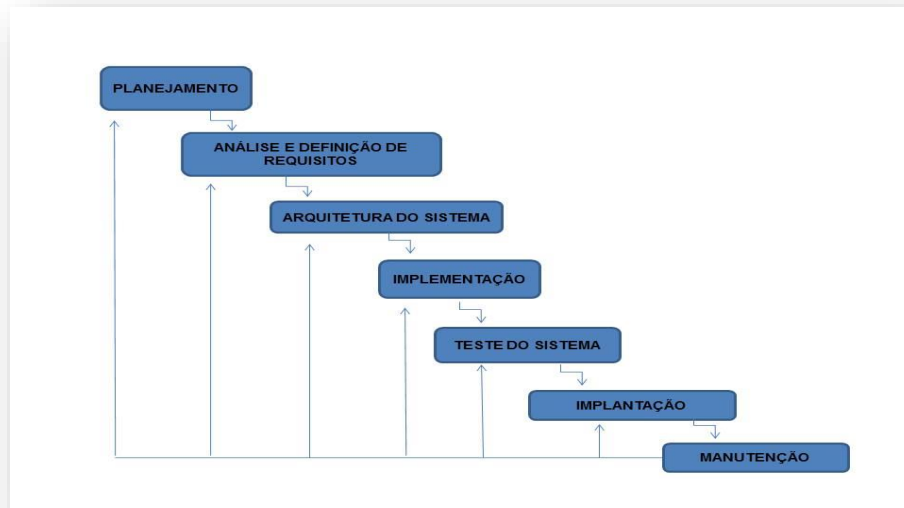 PLANEJAMENTO
ANÁLISE E DEFINIÇÃO DE
REQUISITOS
ARQUITETURA DO SISTEMA
IMPLEMENTAÇÃO
TESTE DO SISTEMA
IMPLANTAÇÃO
MANUTENÇÃO